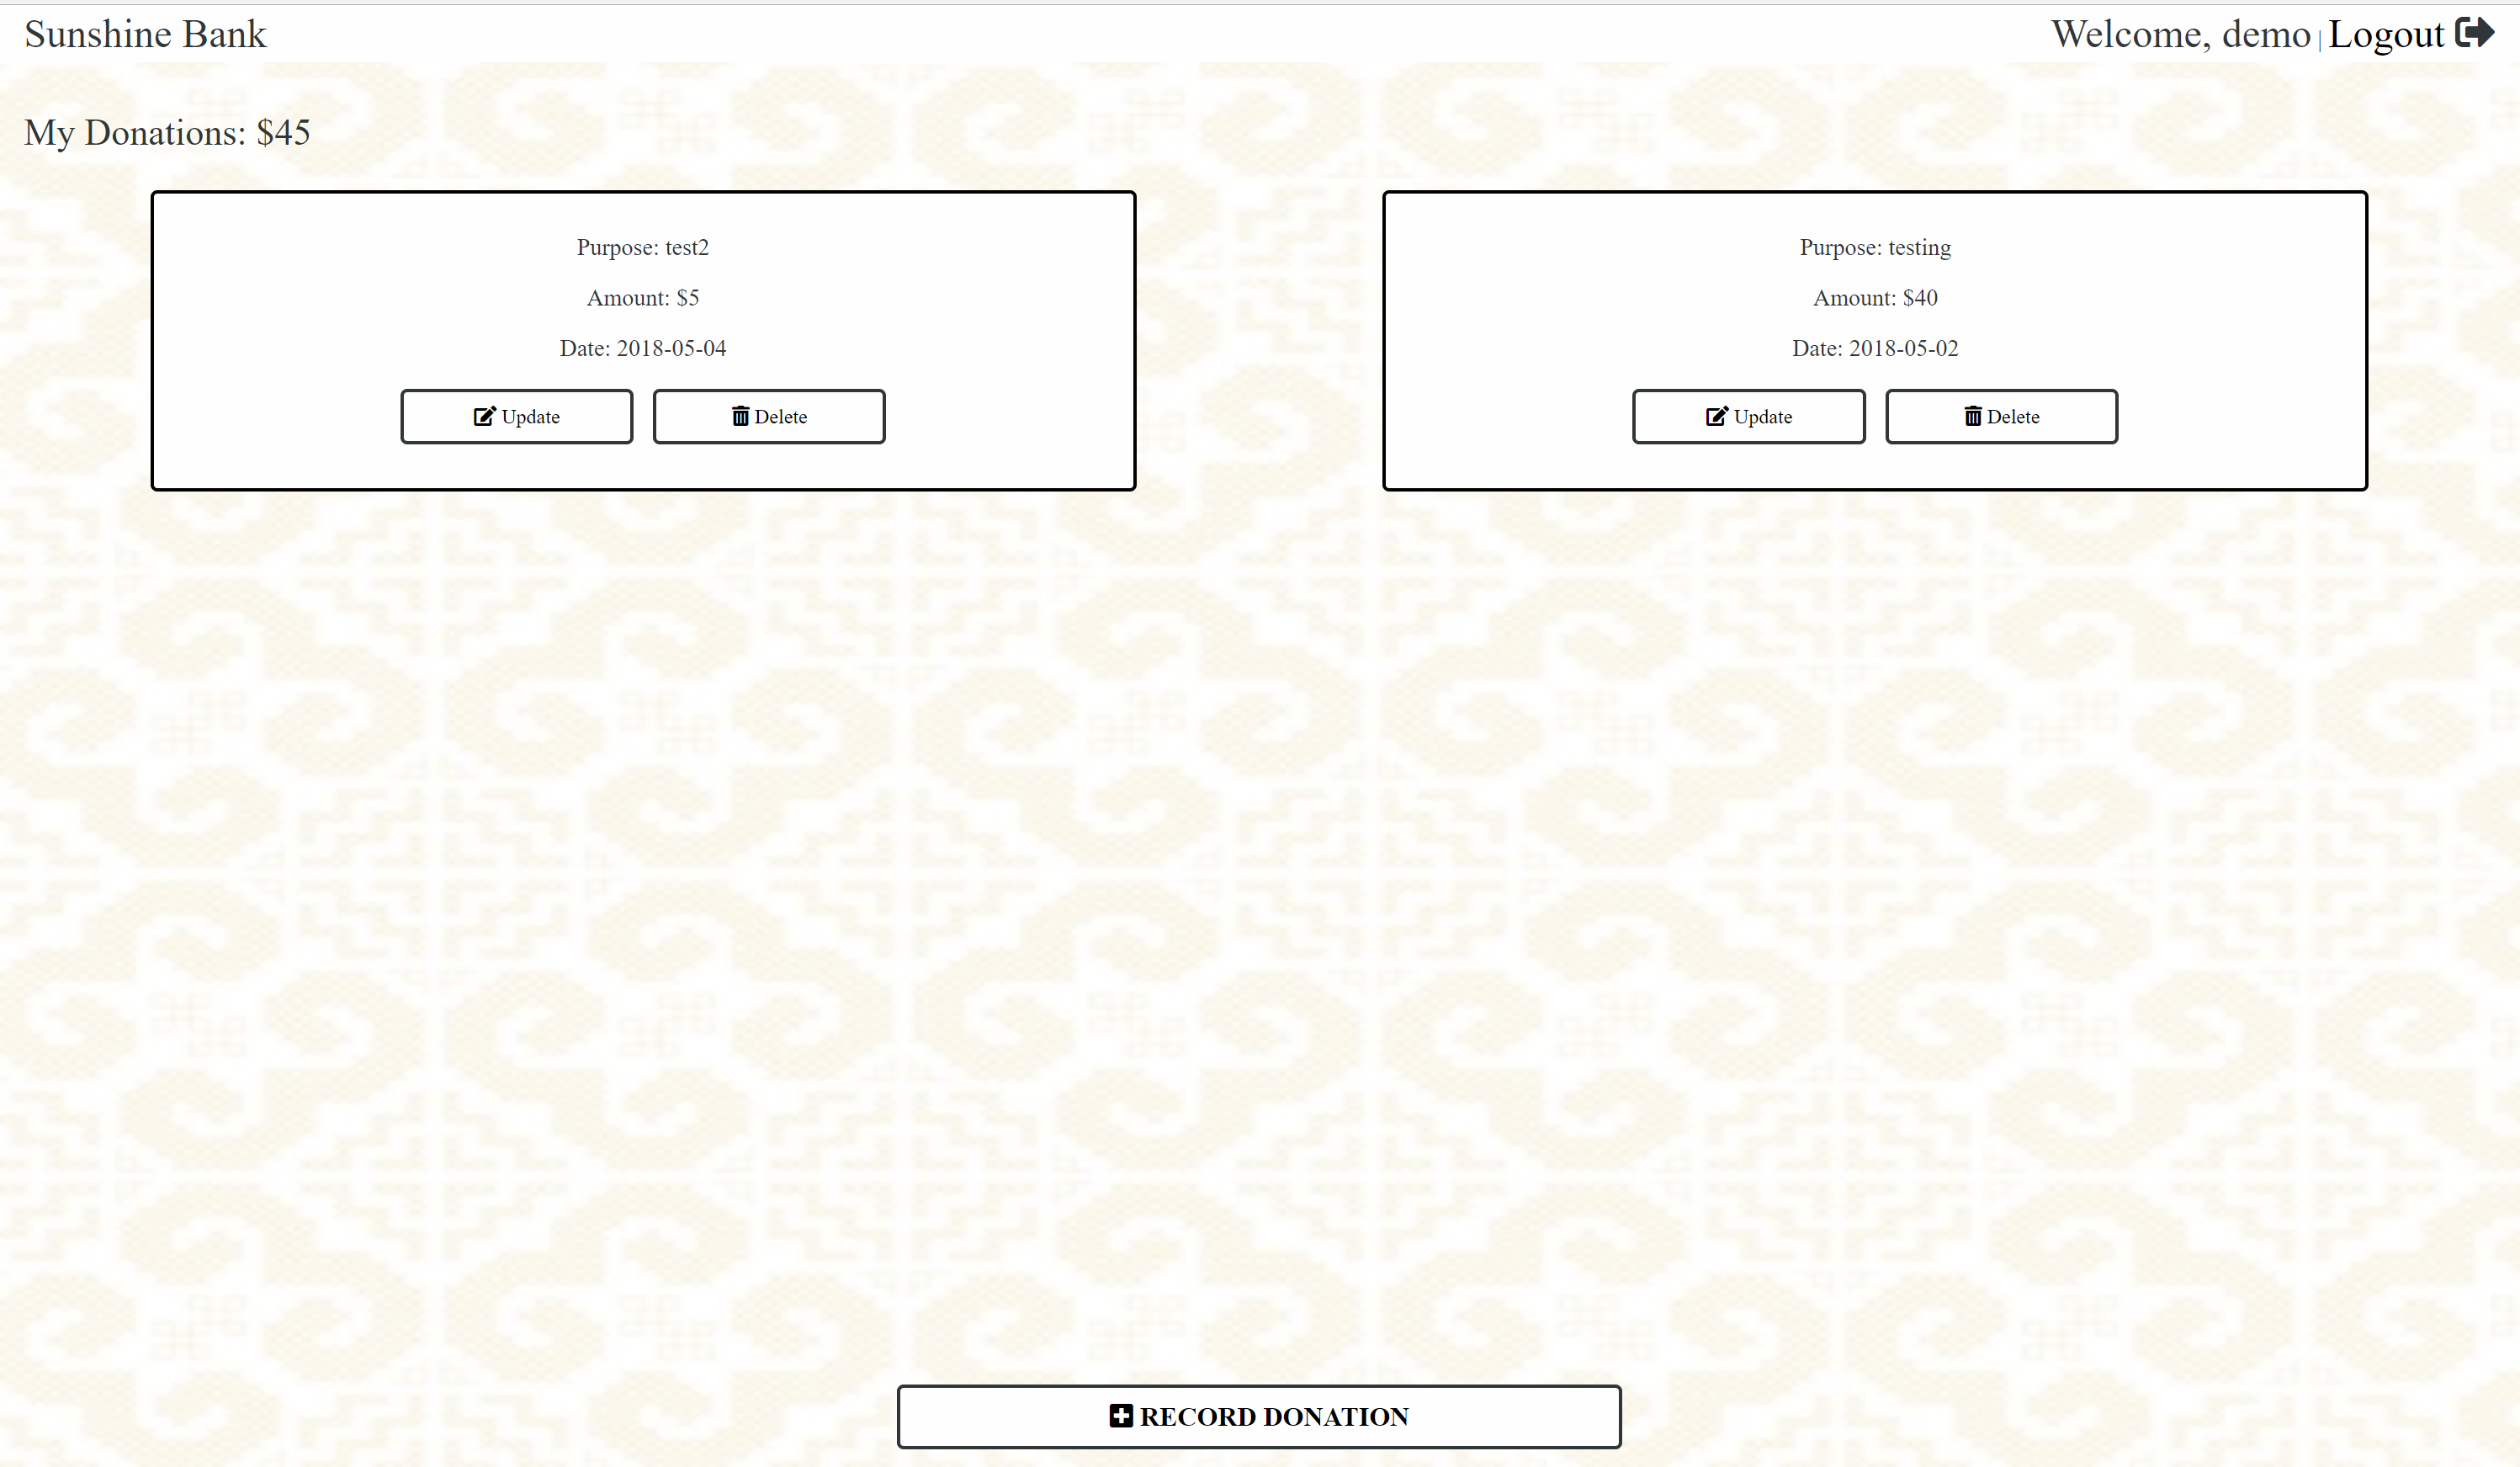 Sunshine Bank
Welcome, demo | Logout
My Donations: $45
Purpose: test2
Amount: $5
Date: 2018-05-04
Update Delete
Purpose: testing
Amount: $40
Date: 2018-05-02
Update Delete
RECORD DONATION